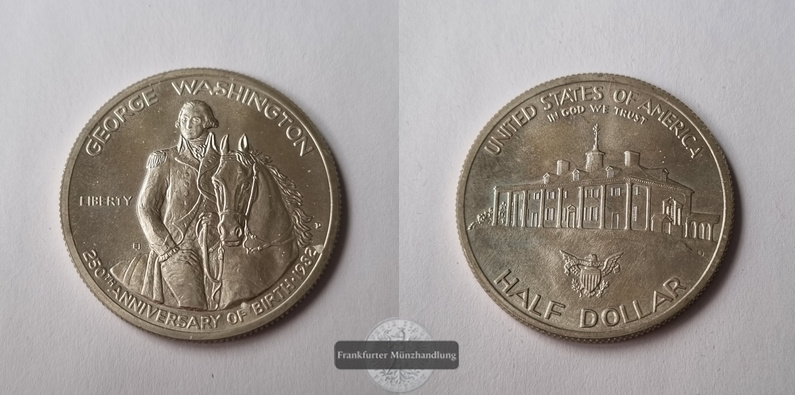 GEORGE WASHINGTON
LIBERTY
P
250TH ANNIVERSARY OF BIRTH · 1982
UNITED STATES OF AMERICA
IN GOD WE TRUST
HALF DOLLAR
Frankfurter Münzhandlung